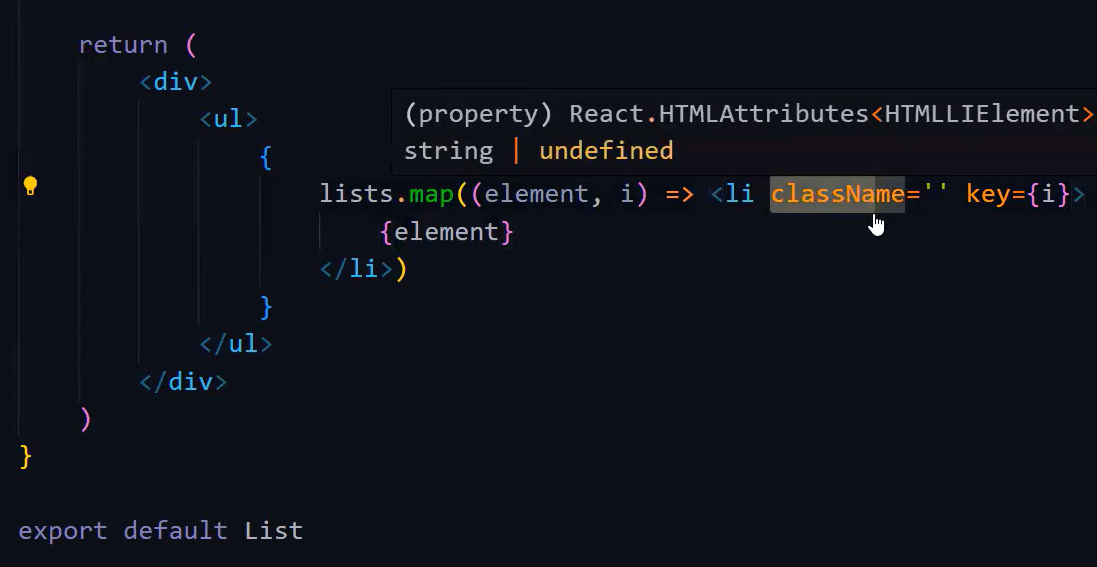 return (
<div>
<ul>
{
(property) React.HTMLAttributes<HTMLLIElement>
string | undefined
lists.map((element, i) => <li className='' key={i}>
{element}
</li>)
}
</ul>
</div>
)
}
export default List